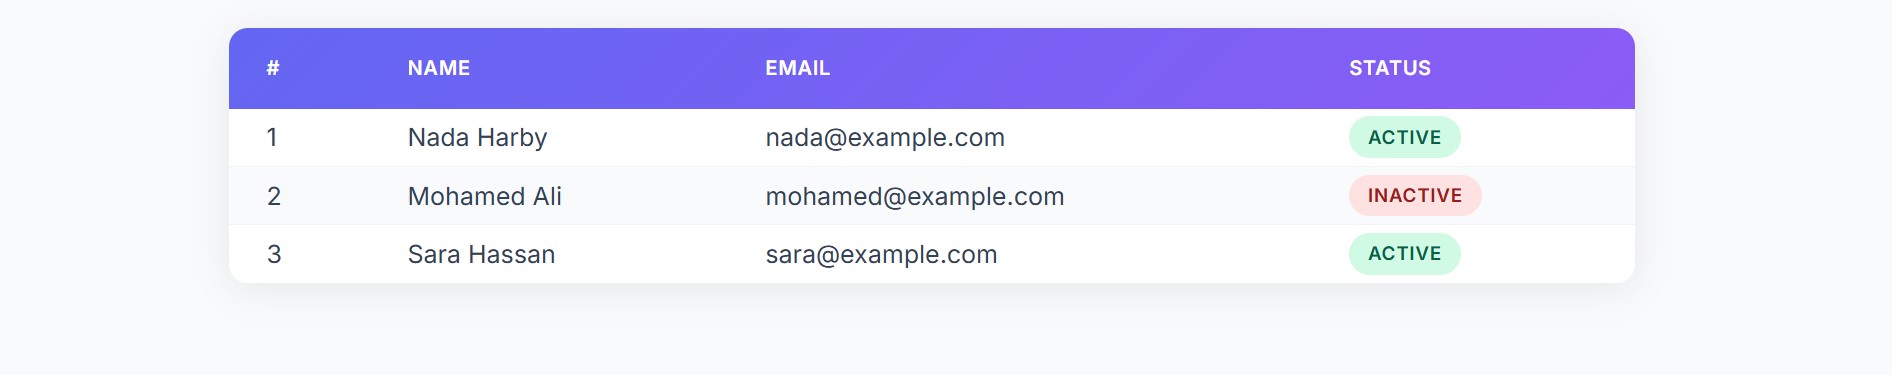 # NAME EMAIL STATUS
1 Nada Harby nada@example.com ACTIVE
2 Mohamed Ali mohamed@example.com INACTIVE
3 Sara Hassan sara@example.com ACTIVE